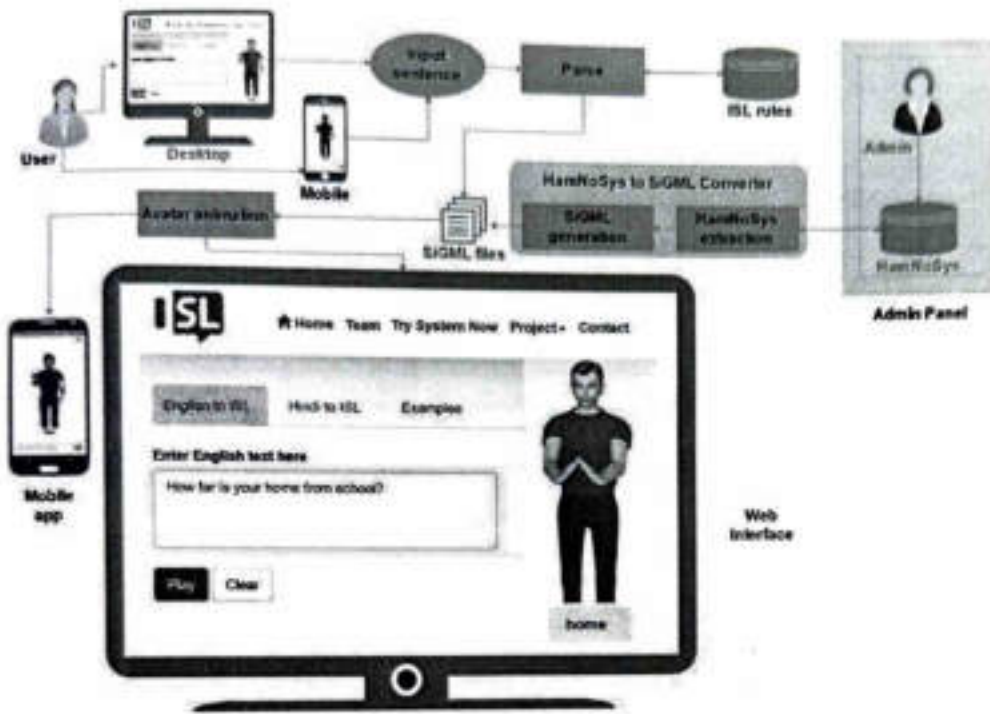 Input
sentence
Parse
ISL rules
User
Desktop
Mobile
Admin
HamNoSys to SiGML Converter
Avatar animation
SiGML files
SiGML
generation
HamNoSys
extraction
HamNoSys
Admin Panel
ISL
Home Team Try System Now Project Contact
English to ISL Hindi to ISL Examples
Enter English text here
How far is your home from school?
Play Clear
home
Mobile
app
Web
Interface